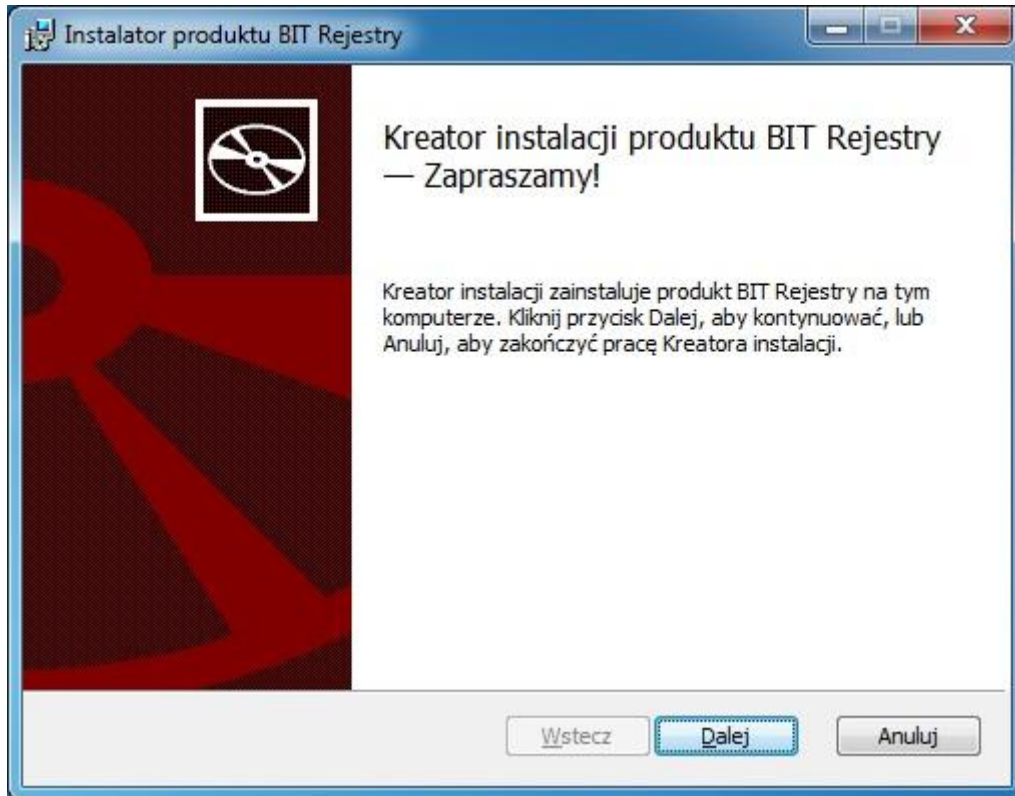 Instalator produktu BIT Rejestry
Kreator instalacji produktu BIT Rejestry
— Zapraszamy!
Kreator instalacji zainstaluje produkt BIT Rejestry na tym
komputerze. Kliknij przycisk Dalej, aby kontynuować, lub
Anuluj, aby zakończyć pracę Kreatora instalacji.
Wstecz Dalej Anuluj